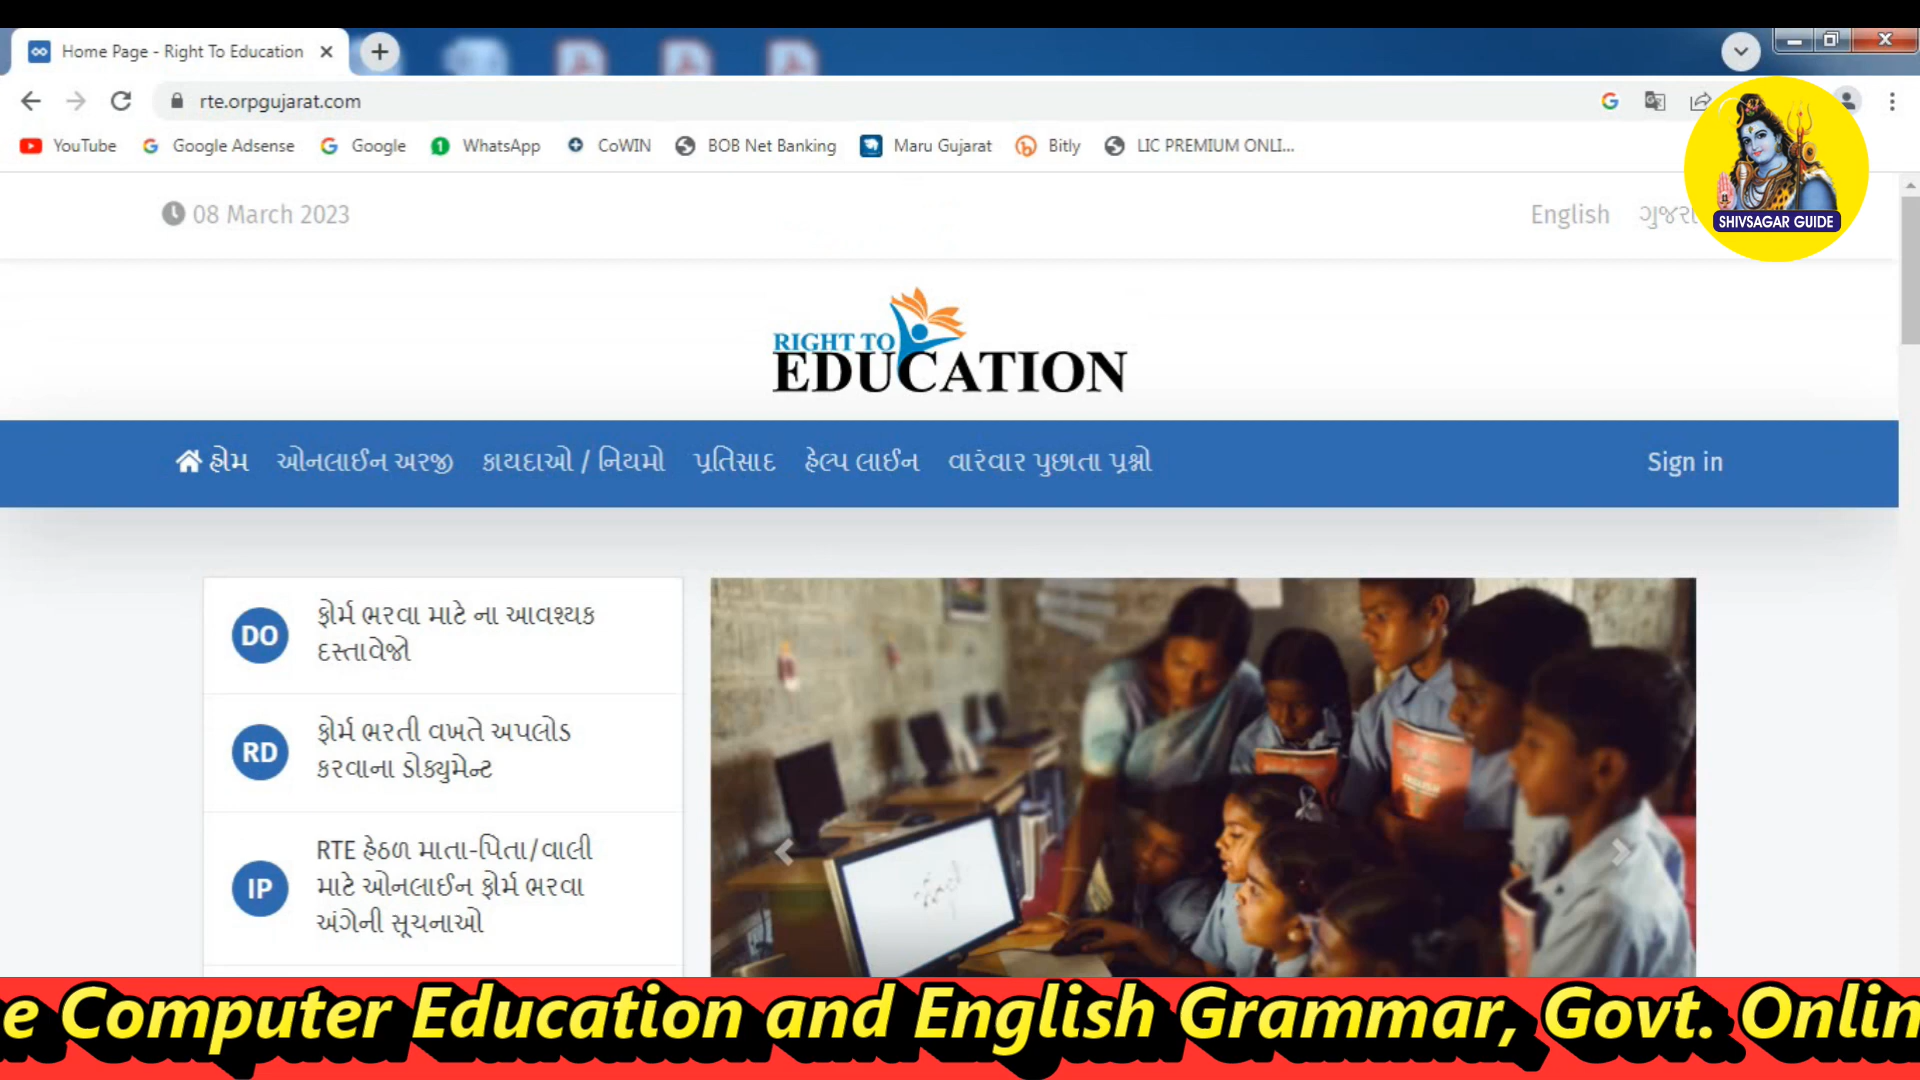 Home Page - Right To Education
rte.orpgujarat.com
YouTube Google Adsense Google WhatsApp CoWIN BOB Net Banking Maru Gujarat Bitly LIC PREMIUM ONLI...
08 March 2023
English
SHIVSAGAR GUIDE
RIGHT TO
EDUCATION
હોમ ઓનલાઈન અરજી કાયદાઓ / નિયમો પ્રતિસાદ હેલ્પ લાઈન વારંવાર પુછાતા પ્રશ્નો Sign in
DO ફોર્મ ભરવા માટે ના આવશ્યક
દસ્તાવેજો
RD ફોર્મ ભરતી વખતે અપલોડ
કરવાના ડોક્યુમેન્ટ
IP RTE હેઠળ માતા-પિતા/વાલી
માટે ઓનલાઈન ફોર્મ ભરવા
અંગેની સૂચનાઓ
e Computer Education and English Grammar, Govt. Onlin